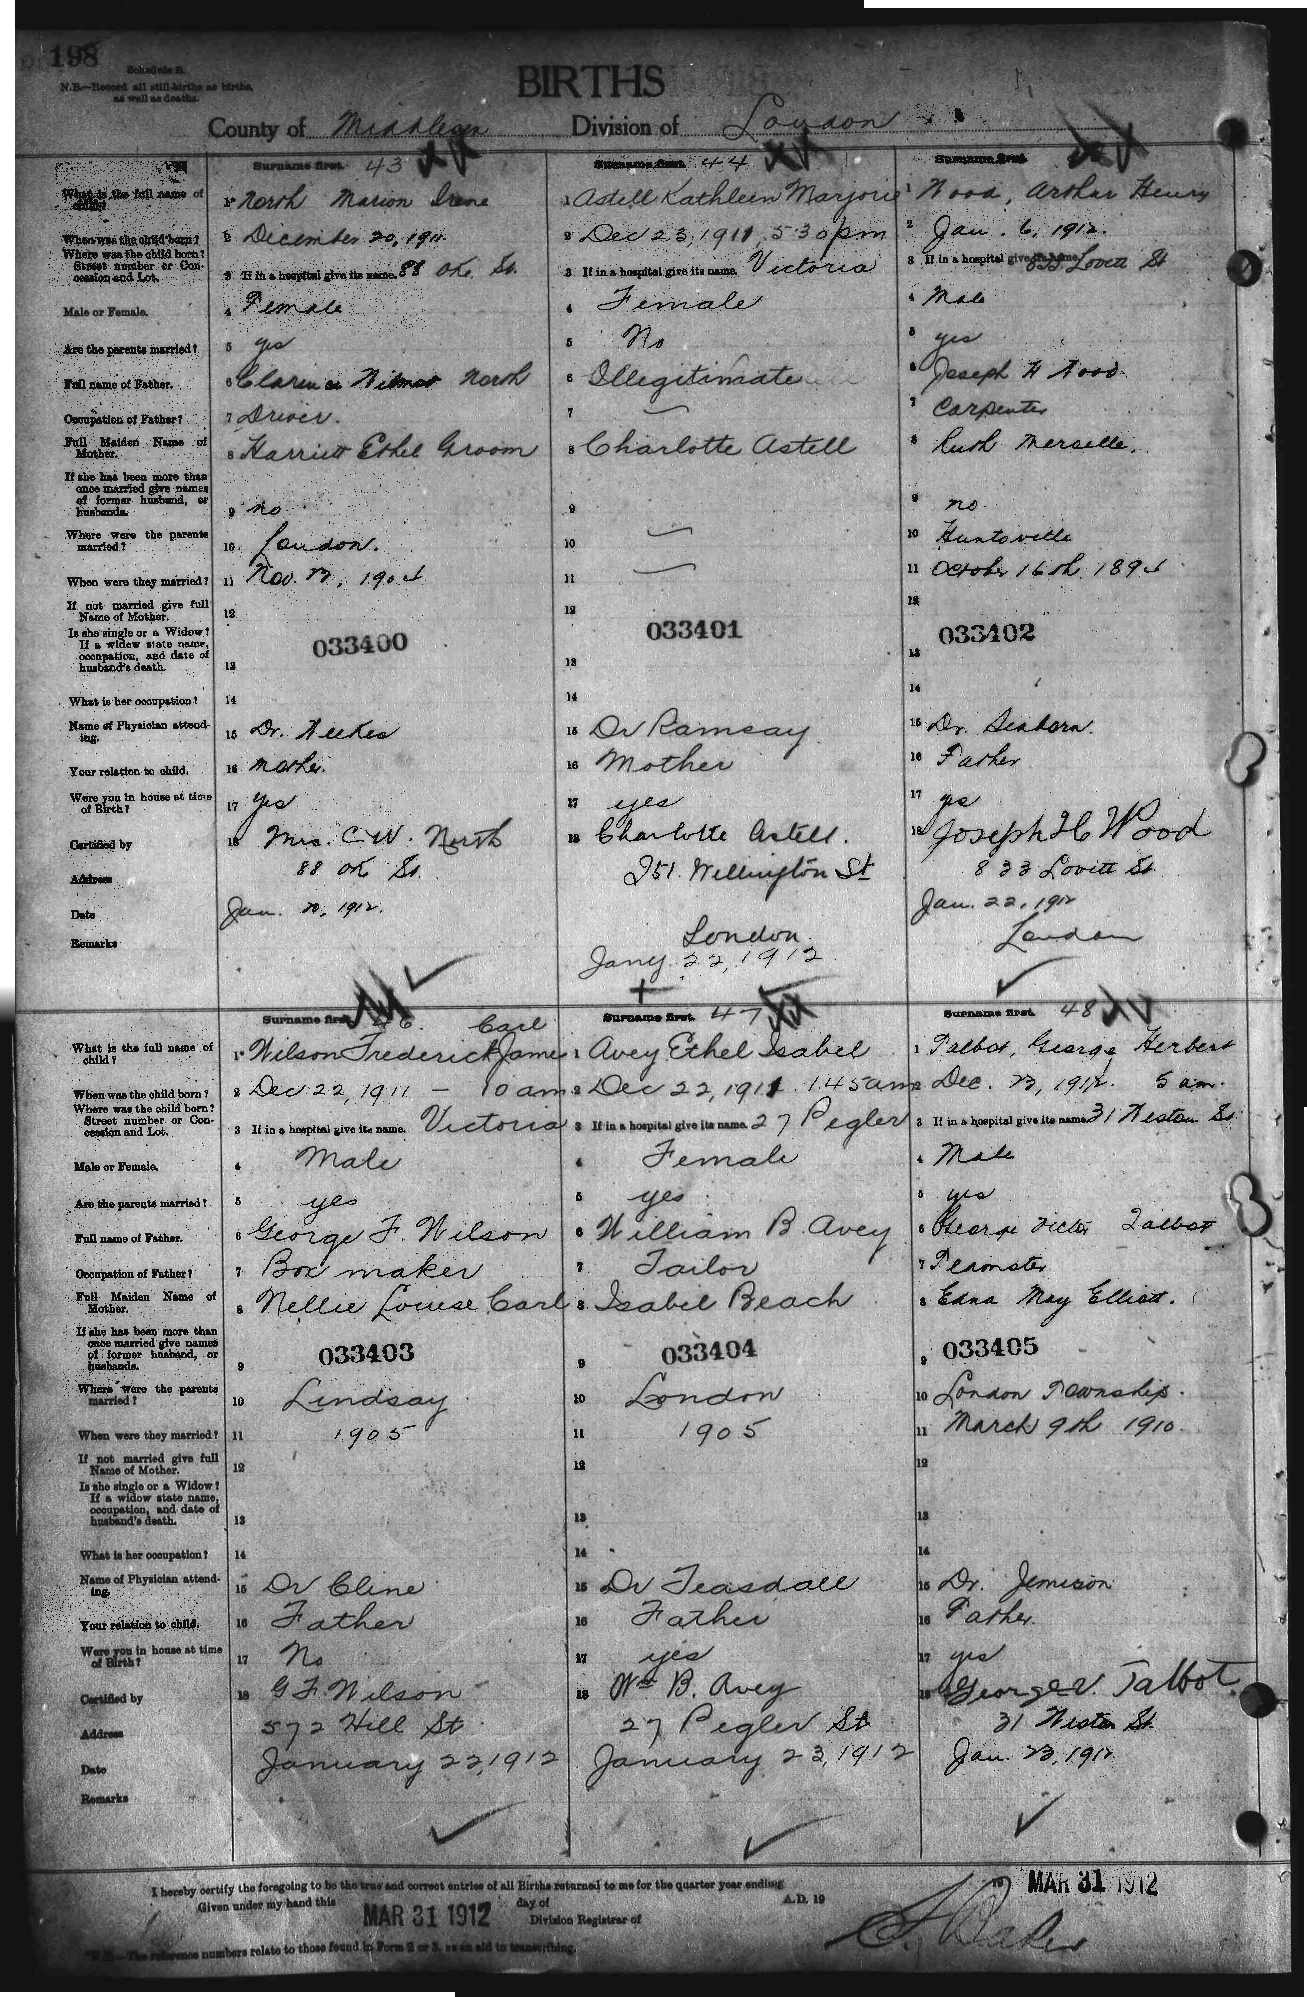 198
Schedule B.
N.B.—Record all still-births as births,
as well as deaths.
BIRTHS
County of Middlesex Division of London
What is the full name of
child?
When was the child born?
Where was the child born?
Street number or Con-
cession and Lot.
Male or Female.
Are the parents married?
Full name of Father.
Occupation of Father?
Full Maiden Name of
Mother.
If she has been more than
once married give names
of former husband, or
husbands.
Where were the parents
married?
When were they married?
If not married give full
Name of Mother.
Is she single or a Widow?
If a widow state name,
occupation, and date of
husband's death.
What is her occupation?
Name of Physician attend-
ing.
Your relation to child.
Were you in house at time
of Birth?
Certified by
Address
Date
Remarks
Surname first. 43
1 North Marion Irene
2 December 20, 1911
3 If in a hospital give its name. 88 St.
4 Female
5 yes
6 Clarence North
7 Driver.
8 Harriett Ethel Groom
9 no
10 London.
11 Nov. 1904
12
033400
13
14
15 Dr.
16 Mother.
17 yes
18 Mrs. C. W. North
88 St.
Jan. 1912.
Surname first. 44
1 Astell Kathleen Marjorie
2 Dec 23, 1911, 5 30 pm
3 If in a hospital give its name. Victoria
4 Female
5 No
6 Illegitimate
7 —
8 Charlotte Astell
9
10 —
11 —
12
033401
13
14
15 Dr Ramsay
16 Mother
17 yes
18 Charlotte Astell.
251 Wellington St
London
Jany 22, 1912
Surname first.
1 Wood, Arthur Henry
2 Jan. 6, 1912.
3 If in a hospital give its name. 833 Lovett St
4 Male
5 yes
6 Joseph H Wood
7 Carpenter
8 Ruth Merselle.
9 no
10 Huntsville
11 October 16th 1894
12
033402
13
14
15 Dr. Seaborn.
16 Father
17 yes
18 Joseph H Wood
833 Lovett St
Jan. 22, 1912
London
What is the full name of
child?
When was the child born?
Where was the child born?
Street number or Con-
cession and Lot.
Male or Female.
Are the parents married?
Full name of Father.
Occupation of Father?
Full Maiden Name of
Mother.
If she has been more than
once married give names
of former husband, or
husbands.
Where were the parents
married?
When were they married?
If not married give full
Name of Mother.
Is she single or a Widow?
If a widow state name,
occupation, and date of
husband's death.
What is her occupation?
Name of Physician attend-
ing.
Your relation to child.
Were you in house at time
of Birth?
Certified by
Address
Date
Remarks
Surname first. 46. Carl
1 Wilson Frederick James
2 Dec 22, 1911 — 10 am
3 If in a hospital give its name. Victoria
4 Male
5 yes
6 George F. Wilson
7 Box maker
8 Nellie Louise Carl
033403
9
10 Lindsay
11 1905
12
13
14
15 Dr Cline
16 Father
17 No
18 G F Wilson
572 Hill St
January 22, 1912
Surname first. 47
1 Avey Ethel Isabel
2 Dec 22, 1911 1.45 am
3 If in a hospital give its name. 27 Pegler
4 Female
5 yes
6 William B Avey
7 Tailor
8 Isabel Beach
033404
9
10 London
11 1905
12
13
14
15 Dr Teasdall
16 Father
17 yes
18 Wm B. Avey
27 Pegler St
January 23, 1912
Surname first. 48
1 Talbot, George Herbert
2 Dec. 23, 1912. 5 am.
3 If in a hospital give its name. 31 Weston St
4 Male
5 yes
6 George Victor Talbot
7 Teamster
8 Edna May Elliott.
033405
9
10 London Township.
11 March 9th 1910.
12
13
14
15 Dr. Jemison
16 Father
17 yes
18 George V. Talbot
31 Weston St
Jan. 23, 1912
I hereby certify the foregoing to be the true and correct entries of all Births returned to me for the quarter year ending MAR 31 1912
Given under my hand this MAR 31 1912 day of A.D. 19
Division Registrar of
N.B.—The reference numbers relate to those found in Form 2 or 3, as an aid to transcribing.